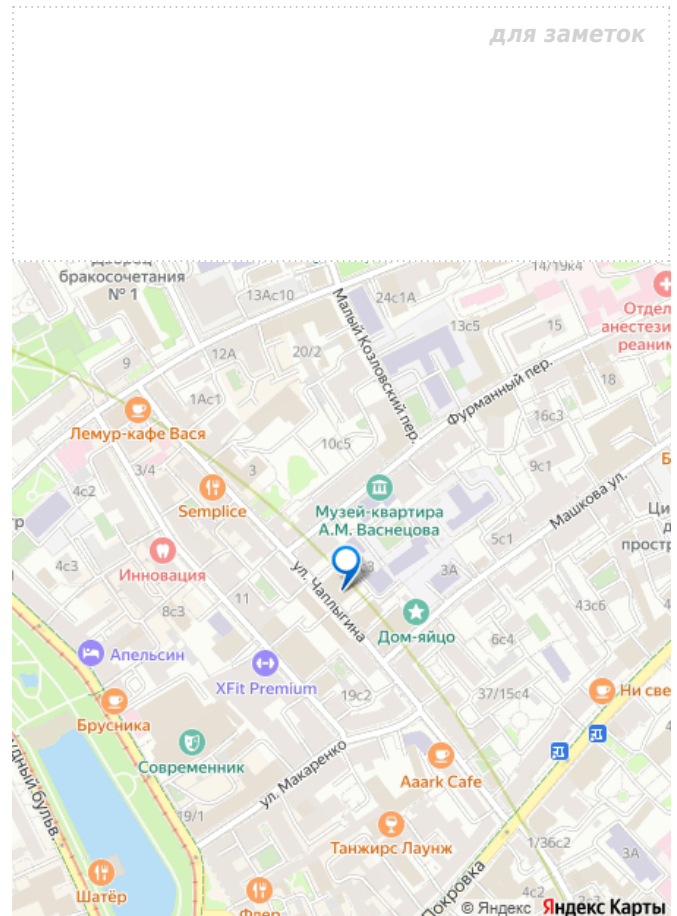 для заметок
бракосочетания
№ 1
14/19к4
13Ас10
24с1А
Отдел
анестези
реаним
Малый Козловский пер.
13с5
15
12А
20/2
9
Фурманный пер.
18
1Ас1
16с3
Лемур-кафе Вася
10с5
3/4
3
9с1
4с2
Semplice
Музей-квартира
А.М. Васнецова
Машкова ул.
Ци
д
простр
5с1
4с3
Инновация
ул. Чаплыгина
3А
11
8с3
Дом-яйцо
43с6
6с4
Апельсин
XFit Premium
19с2
37/15с4
Ни све
Брусника
Современник
ул. Макаренко
Aaark Cafe
19/1
Танжирс Лаунж
1/36с2
3А
Шатёр
Покровка
4с2
© Яндекс Яндекс Карты